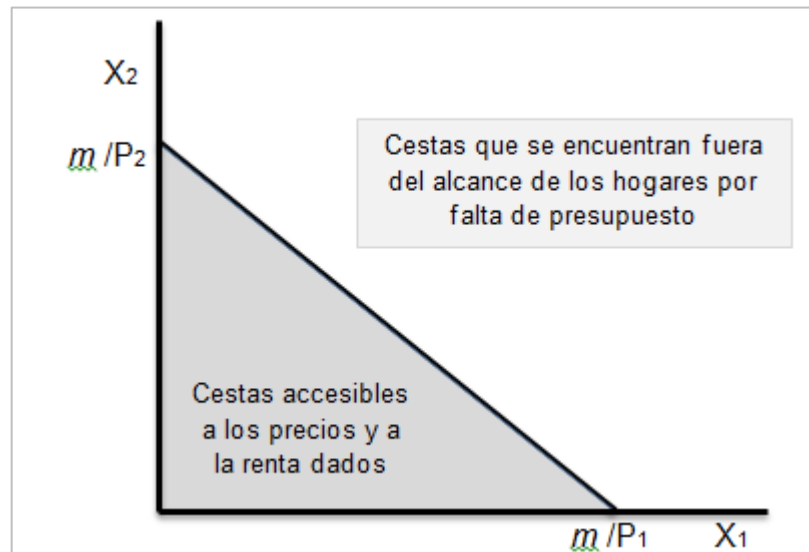 X2
m /P2
Cestas que se encuentran fuera
del alcance de los hogares por
falta de presupuesto
Cestas accesibles
a los precios y a
la renta dados
m /P1
X1